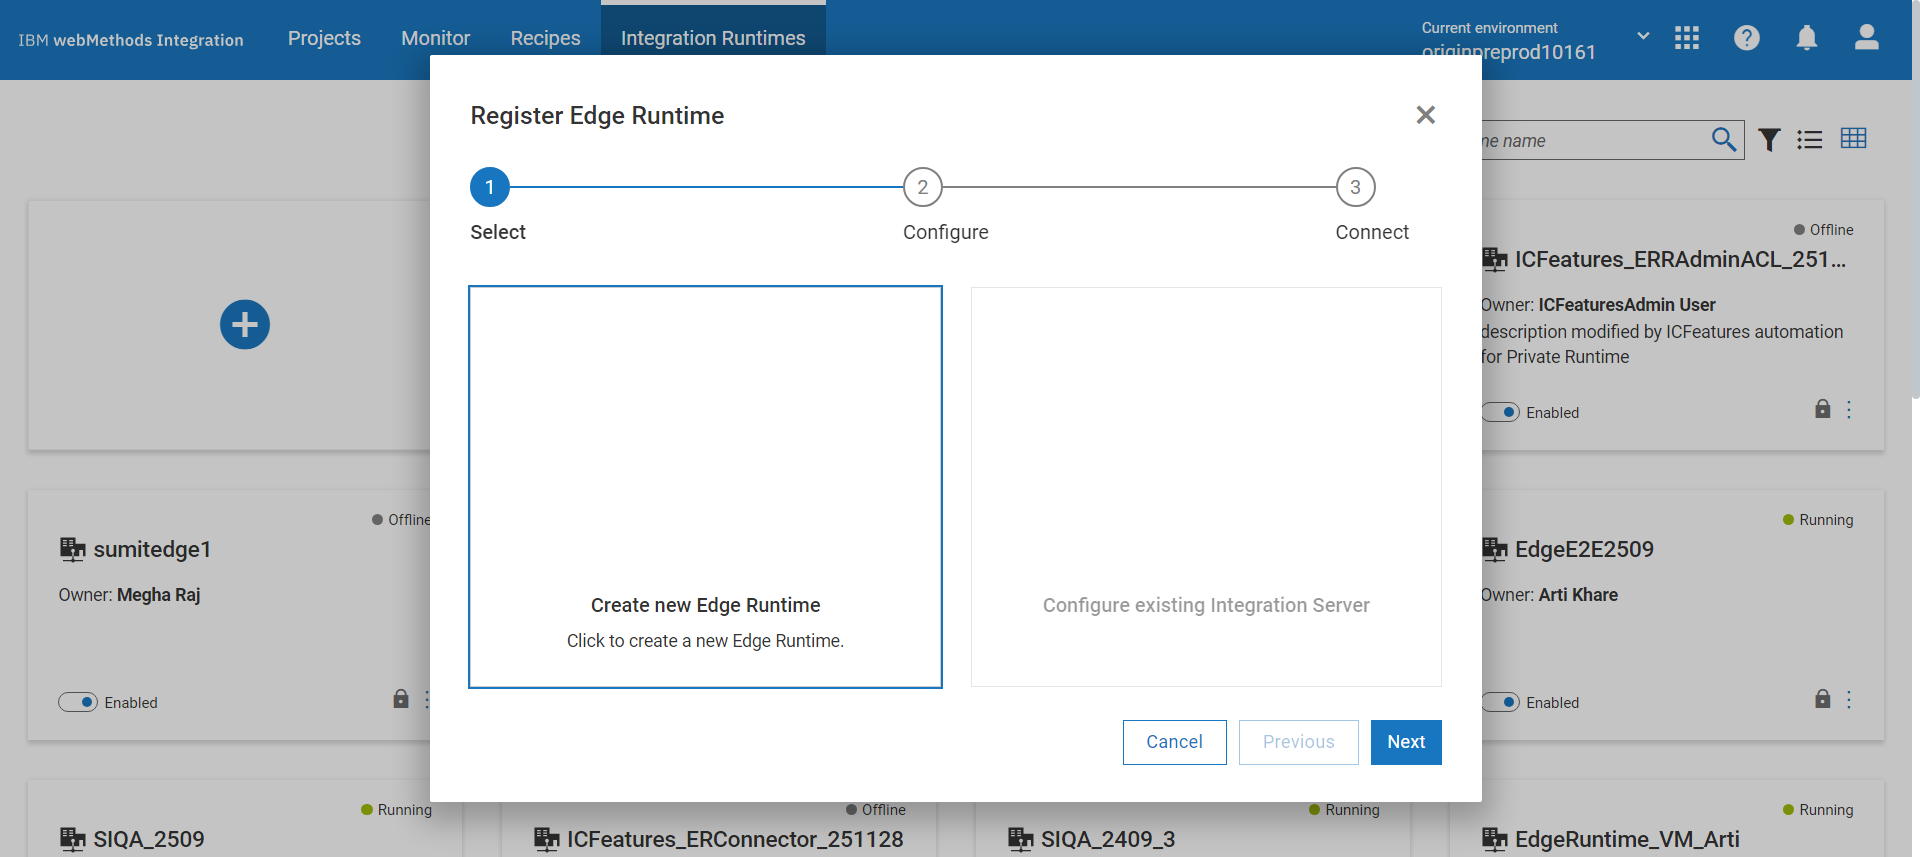 IBM webMethods Integration
Projects
Monitor
Recipes
Integration Runtimes
Current environment
originpreprod10161
Register Edge Runtime
1
2
3
Select
Configure
Connect
Create new Edge Runtime
Click to create a new Edge Runtime.
Configure existing Integration Server
Cancel
Previous
Next
name
Offline
ICFeatures_ERRAdminACL_251...
Owner: ICFeaturesAdmin User
description modified by ICFeatures automation
for Private Runtime
Enabled
Offline
sumitedge1
Owner: Megha Raj
Enabled
Running
EdgeE2E2509
Owner: Arti Khare
Enabled
Running
SIQA_2509
Offline
ICFeatures_ERConnector_251128
Running
SIQA_2409_3
Running
EdgeRuntime_VM_Arti